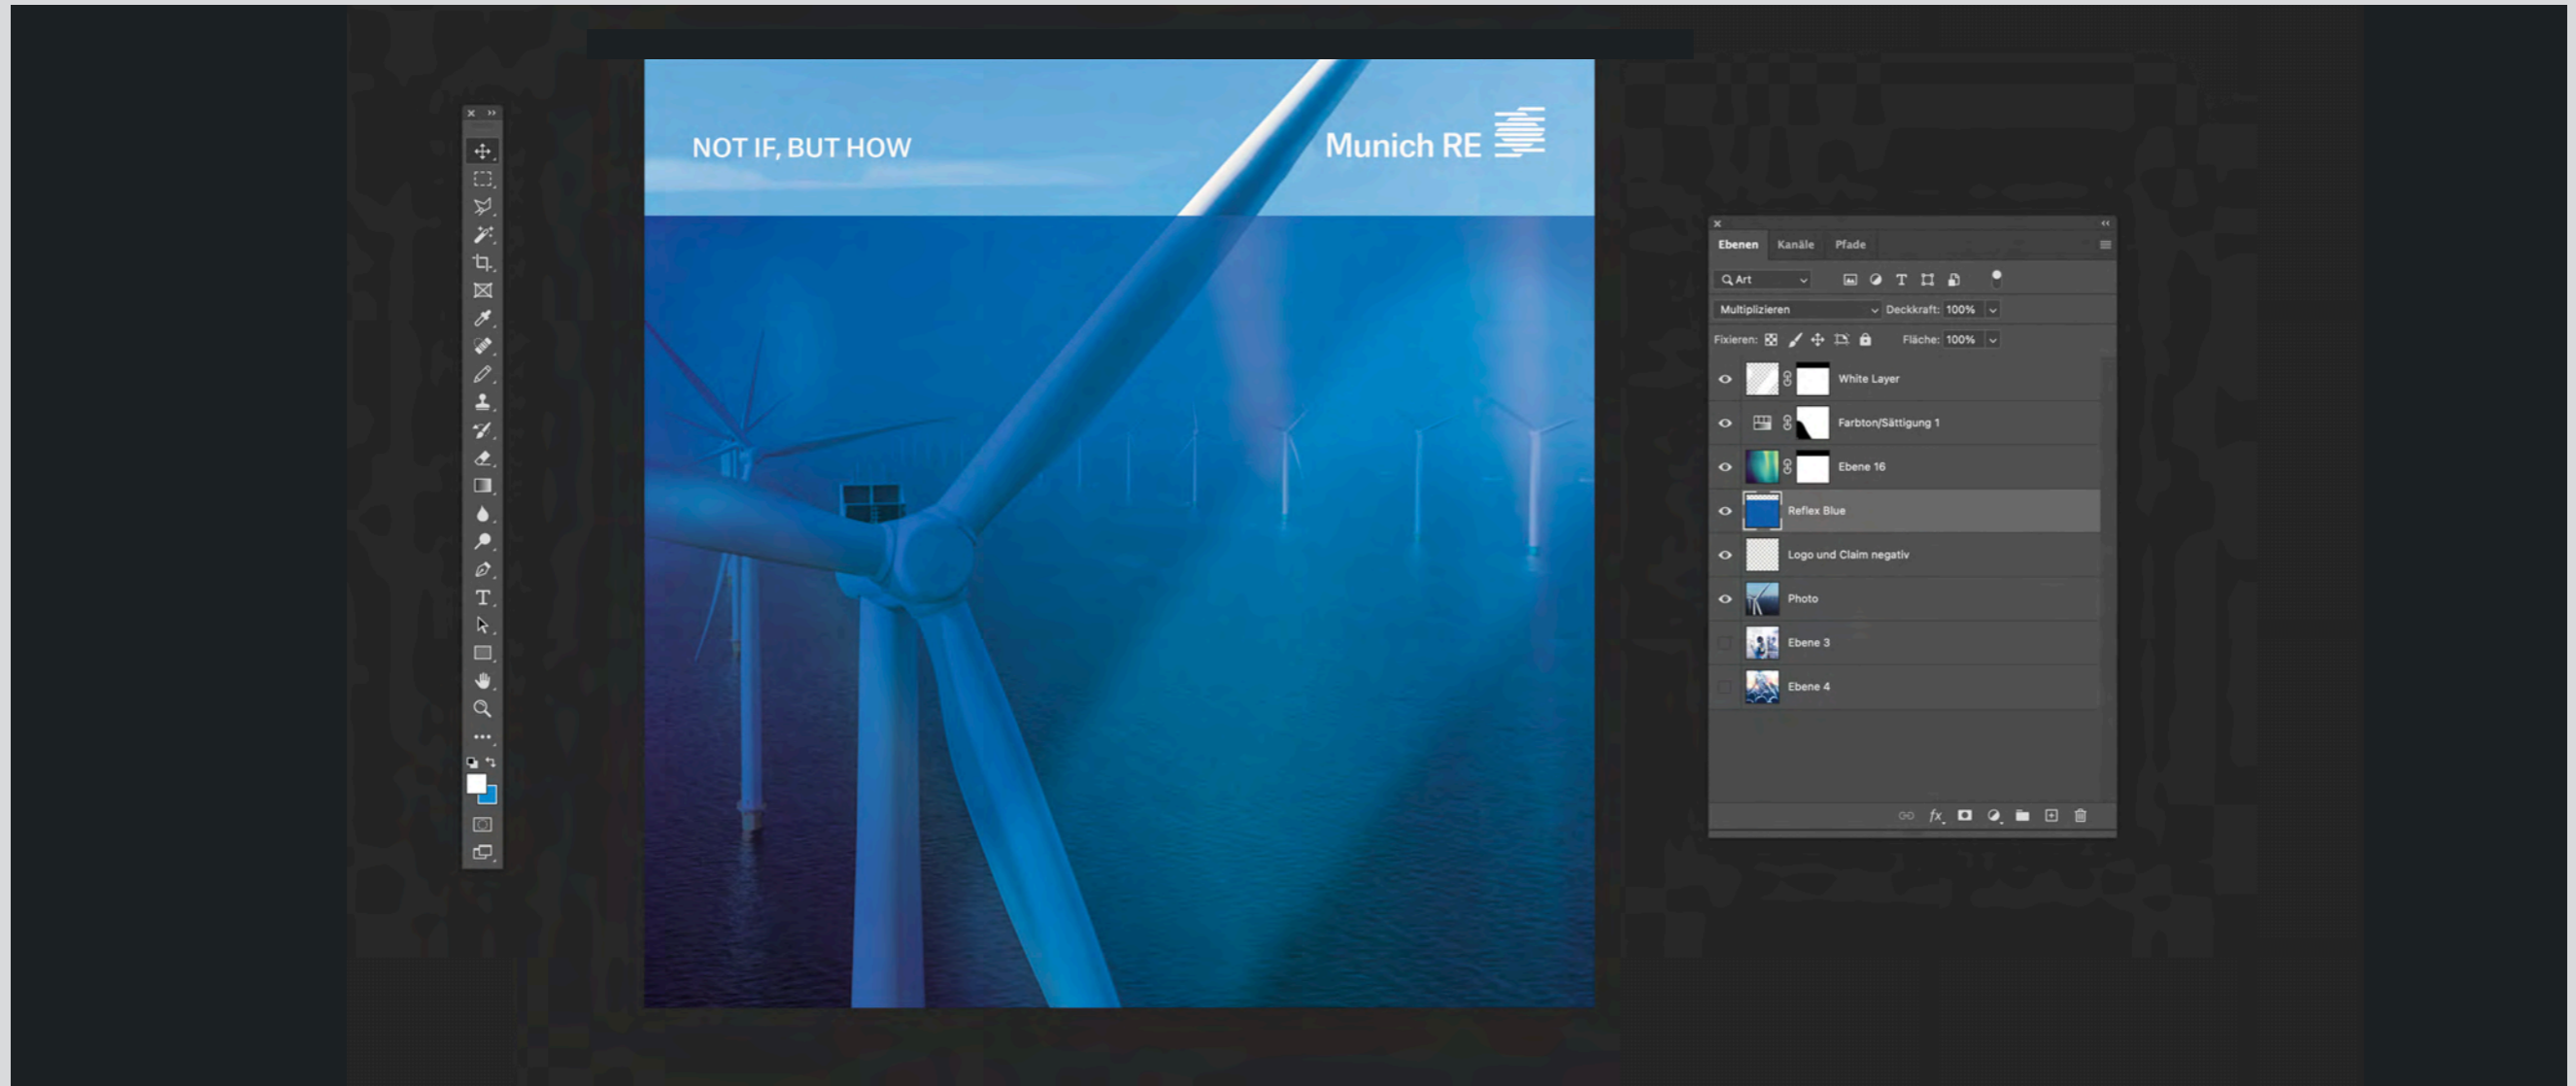 NOT IF, BUT HOW
Munich RE
Ebenen Kanäle Pfade
Art
Multiplizieren Deckkraft: 100%
Fixieren: Fläche: 100%
White Layer
Farbton/Sättigung 1
Ebene 16
Reflex Blue
Logo und Claim negativ
Photo
Ebene 3
Ebene 4
fx